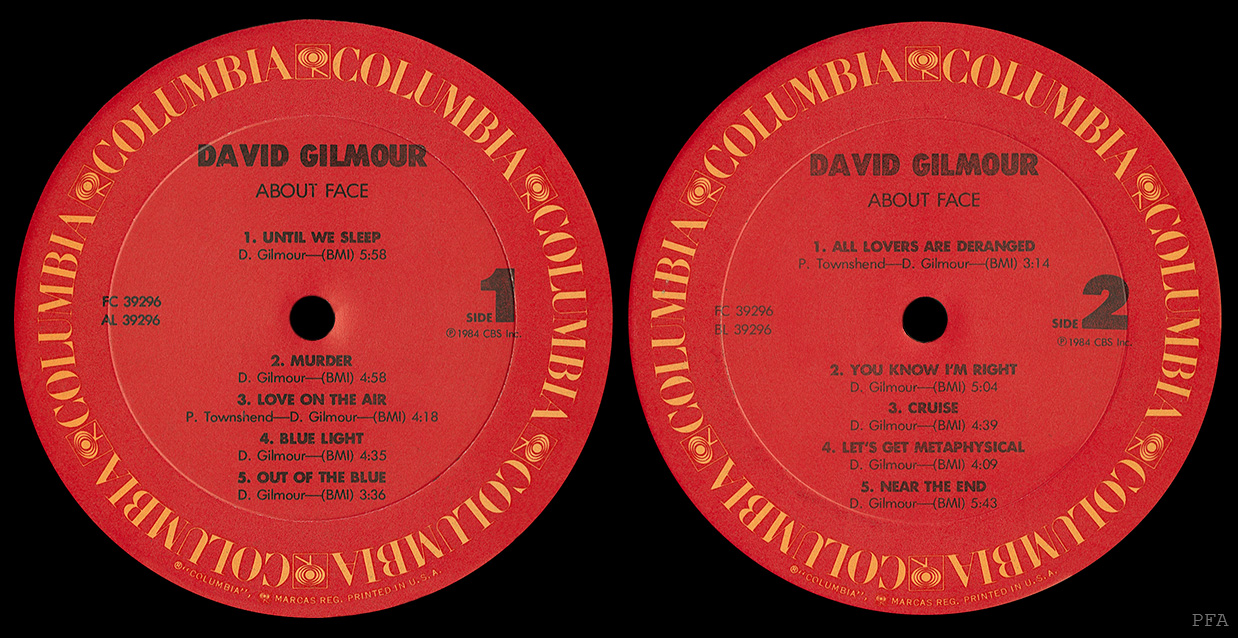 COLUMBIA COLUMBIA COLUMBIA COLUMBIA COLUMBIA COLUMBIA COLUMBIA COLUMBIA
DAVID GILMOUR
ABOUT FACE
1. UNTIL WE SLEEP
D. Gilmour—(BMI) 5:58
FC 39296
AL 39296
SIDE 1
℗1984 CBS Inc.
2. MURDER
D. Gilmour—(BMI) 4:58
3. LOVE ON THE AIR
P. Townshend—D. Gilmour—(BMI) 4:18
4. BLUE LIGHT
D. Gilmour—(BMI) 4:35
5. OUT OF THE BLUE
D. Gilmour—(BMI) 3:36
®"COLUMBIA", MARCAS REG. PRINTED IN U.S.A.
COLUMBIA COLUMBIA COLUMBIA COLUMBIA COLUMBIA COLUMBIA COLUMBIA COLUMBIA
DAVID GILMOUR
ABOUT FACE
1. ALL LOVERS ARE DERANGED
P. Townshend—D. Gilmour—(BMI) 3:14
FC 39296
BL 39296
SIDE 2
℗1984 CBS Inc.
2. YOU KNOW I'M RIGHT
D. Gilmour—(BMI) 5:04
3. CRUISE
D. Gilmour—(BMI) 4:39
4. LET'S GET METAPHYSICAL
D. Gilmour—(BMI) 4:09
5. NEAR THE END
D. Gilmour—(BMI) 5:43
®"COLUMBIA", MARCAS REG. PRINTED IN U.S.A.
PFA